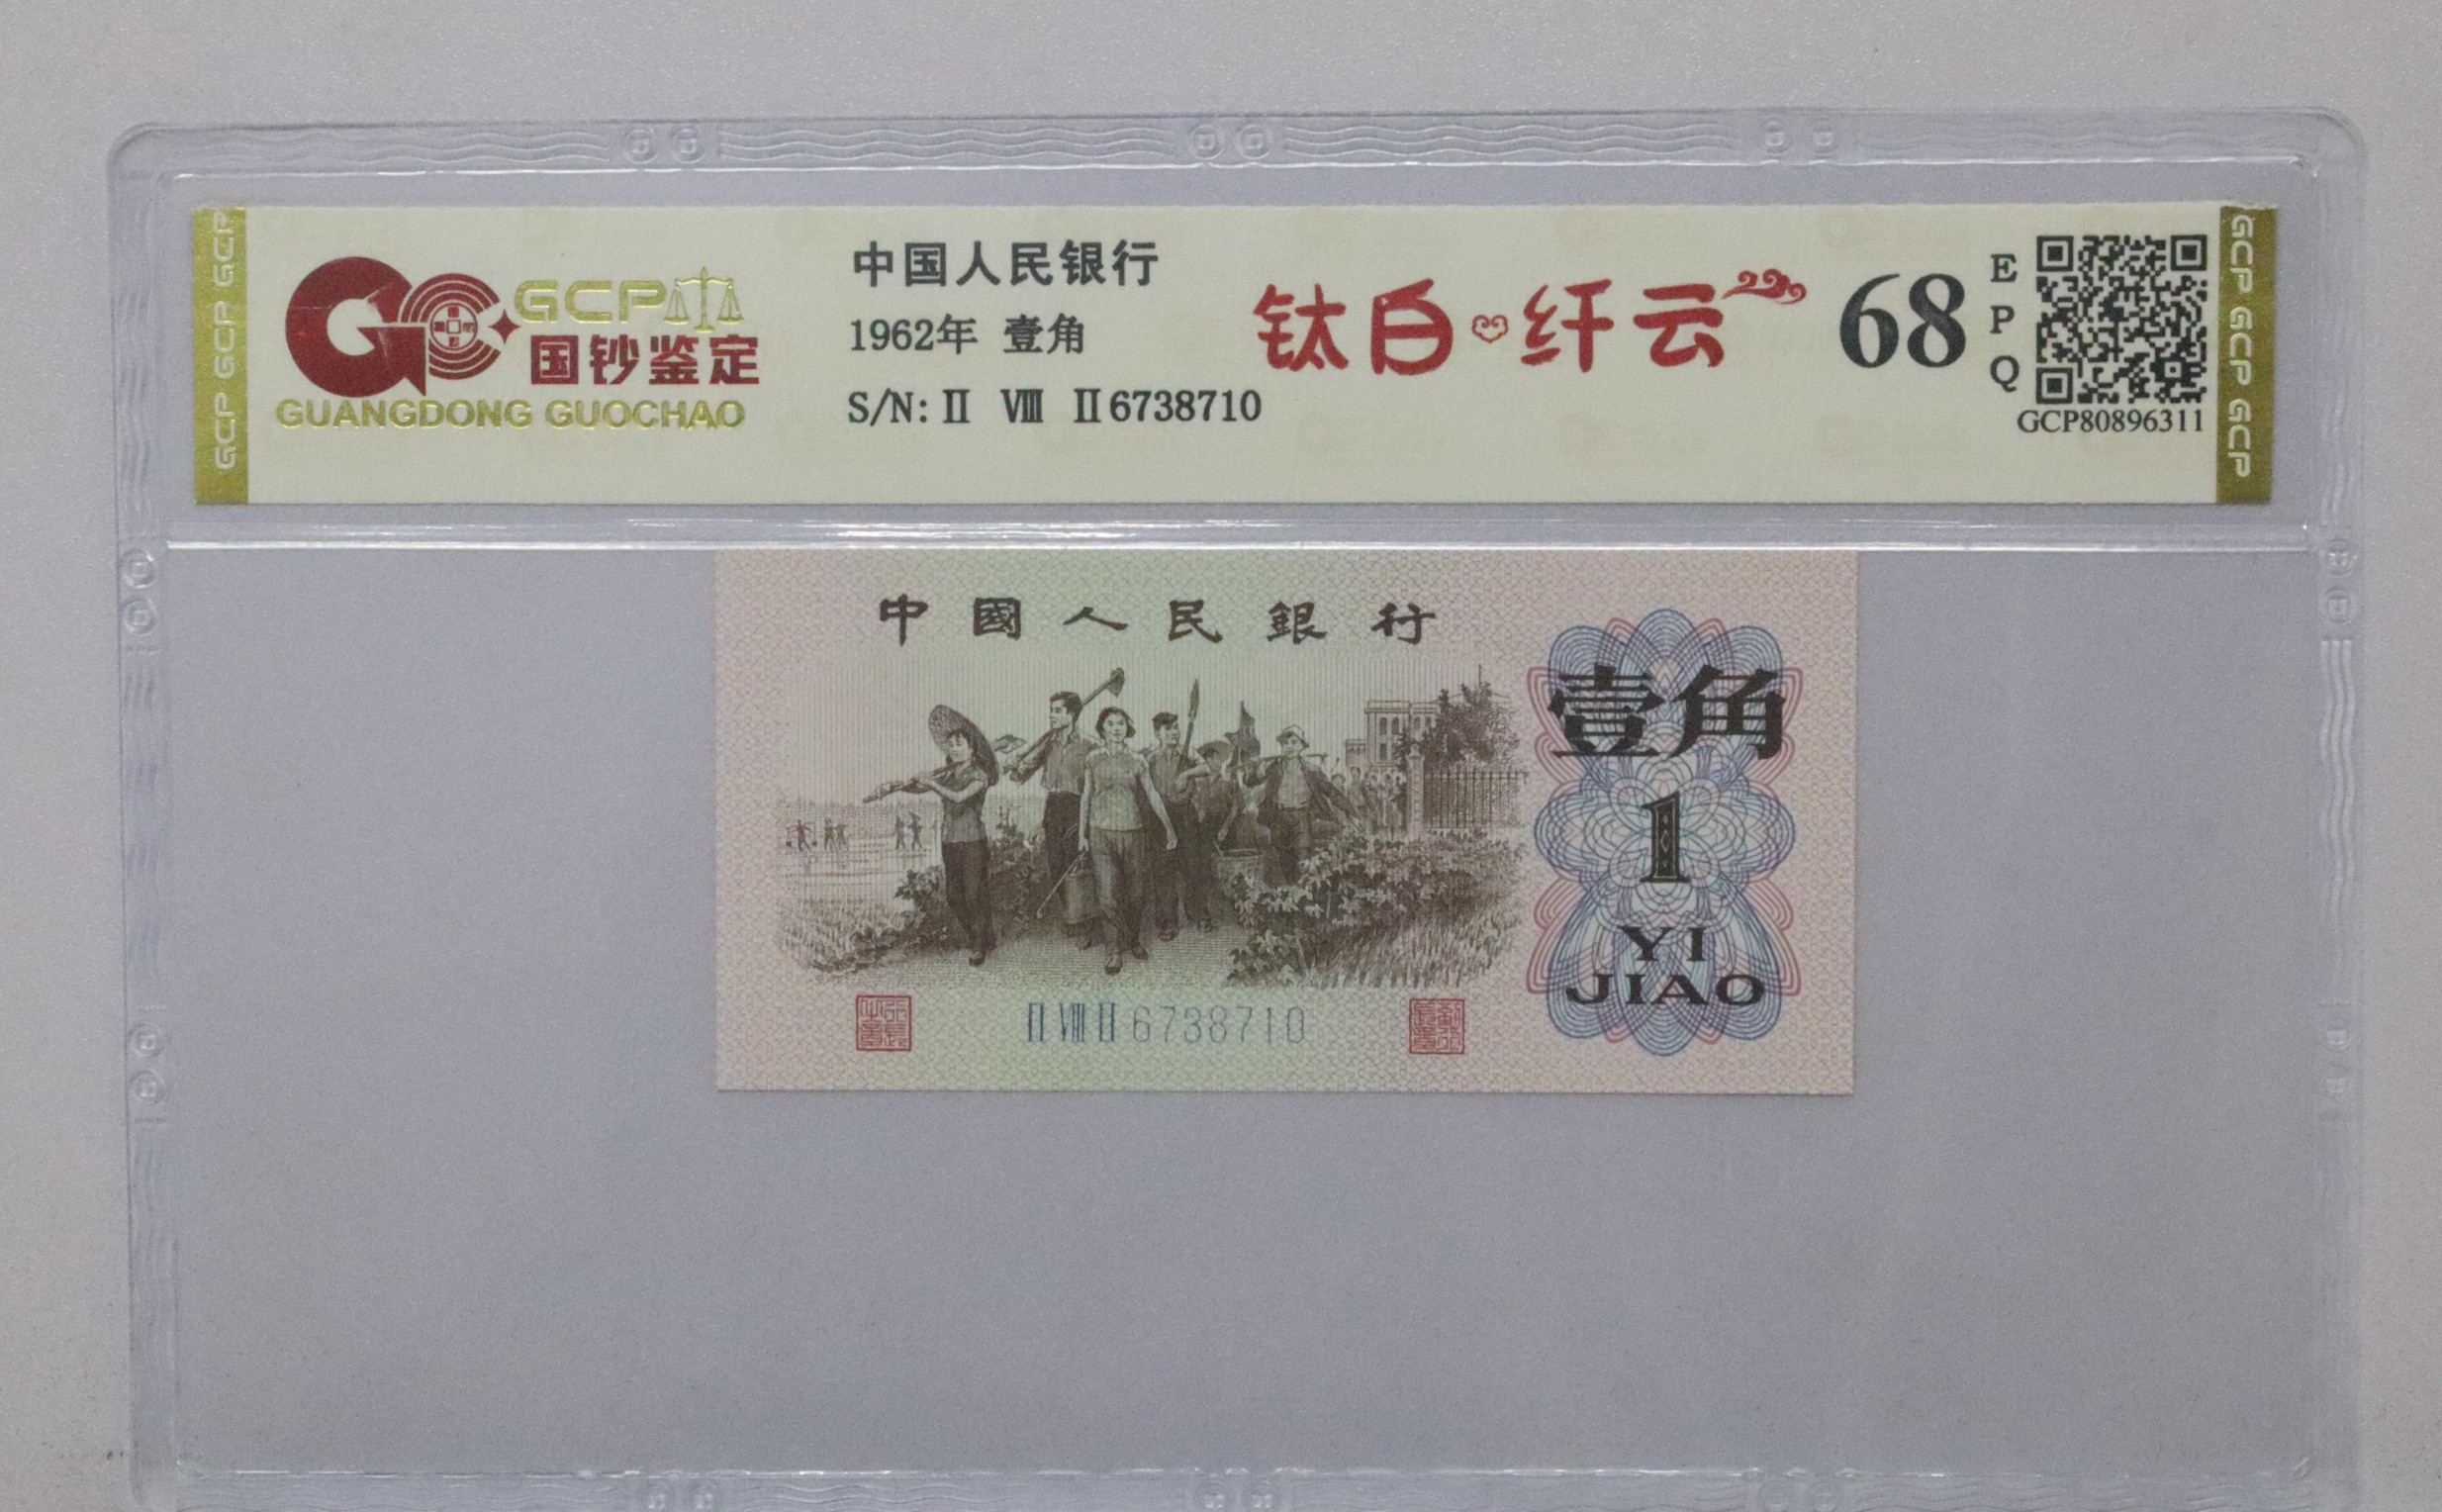 GCP GCP GCP
GCP
国钞鉴定
GUANGDONG GUOCHAO
中国人民银行
1962年 壹角
S/N: Ⅱ Ⅷ Ⅱ6738710
钛白纤云
68
E
P
Q
GCP80896311
GCP GCP GCP
中國人民銀行
壹角
1
YI
JIAO
Ⅱ Ⅷ Ⅱ 6738710